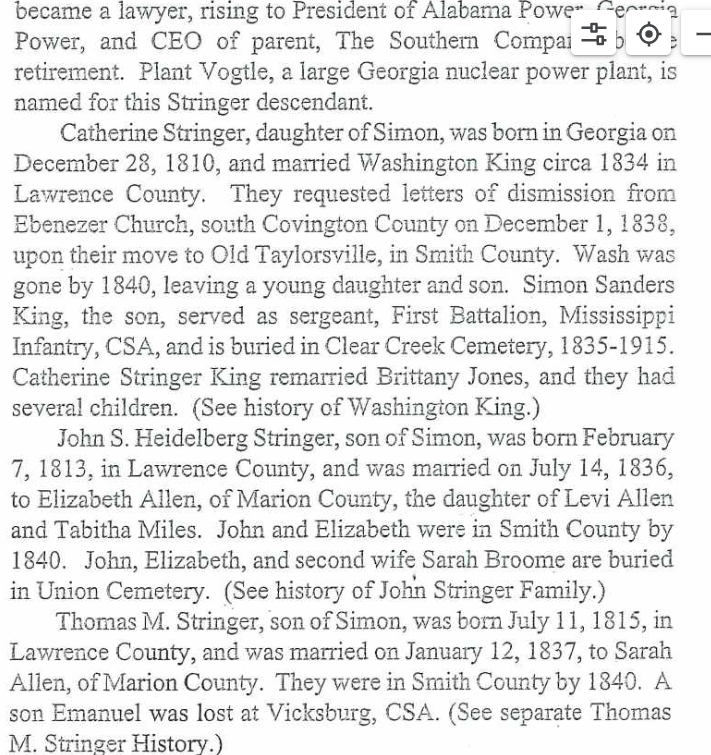 became a lawyer, rising to President of Alabama Power, Georgia
Power, and CEO of parent, The Southern
retirement. Plant Vogtle, a large Georgia nuclear power plant, is
named for this Stringer descendant.
Catherine Stringer, daughter of Simon, was born in Georgia on
December 28, 1810, and married Washington King circa 1834 in
Lawrence County. They requested letters of dismission from
Ebenezer Church, south Covington County on December 1, 1838,
upon their move to Old Taylorsville, in Smith County. Wash was
gone by 1840, leaving a young daughter and son. Simon Sanders
King, the son, served as sergeant, First Battalion, Mississippi
Infantry, CSA, and is buried in Clear Creek Cemetery, 1835-1915.
Catherine Stringer King remarried Brittany Jones, and they had
several children. (See history of Washington King.)
John S. Heidelberg Stringer, son of Simon, was born February
7, 1813, in Lawrence County, and was married on July 14, 1836,
to Elizabeth Allen, of Marion County, the daughter of Levi Allen
and Tabitha Miles. John and Elizabeth were in Smith County by
1840. John, Elizabeth, and second wife Sarah Broome are buried
in Union Cemetery. (See history of John Stringer Family.)
Thomas M. Stringer, son of Simon, was born July 11, 1815, in
Lawrence County, and was married on January 12, 1837, to Sarah
Allen, of Marion County. They were in Smith County by 1840. A
son Emanuel was lost at Vicksburg, CSA. (See separate Thomas
M. Stringer History.)